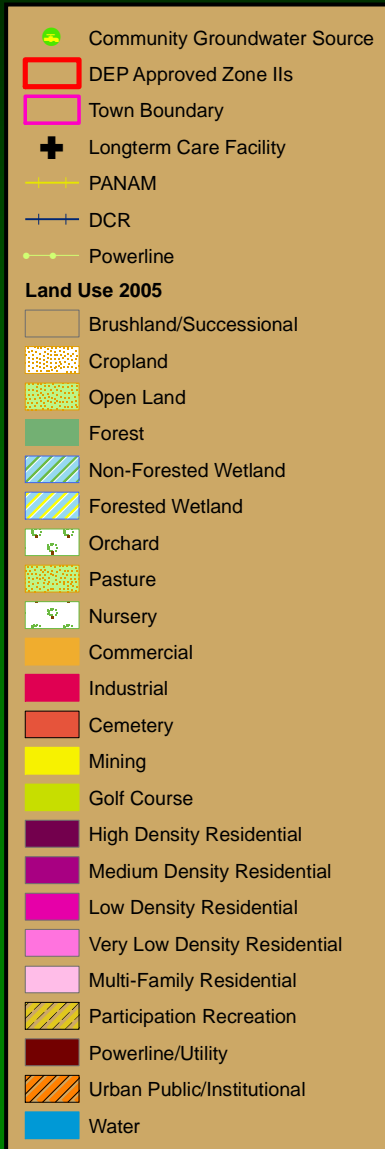 Community Groundwater Source
DEP Approved Zone IIs
Town Boundary
Longterm Care Facility
PANAM
DCR
Powerline
Land Use 2005
Brushland/Successional
Cropland
Open Land
Forest
Non-Forested Wetland
Forested Wetland
Orchard
Pasture
Nursery
Commercial
Industrial
Cemetery
Mining
Golf Course
High Density Residential
Medium Density Residential
Low Density Residential
Very Low Density Residential
Multi-Family Residential
Participation Recreation
Powerline/Utility
Urban Public/Institutional
Water